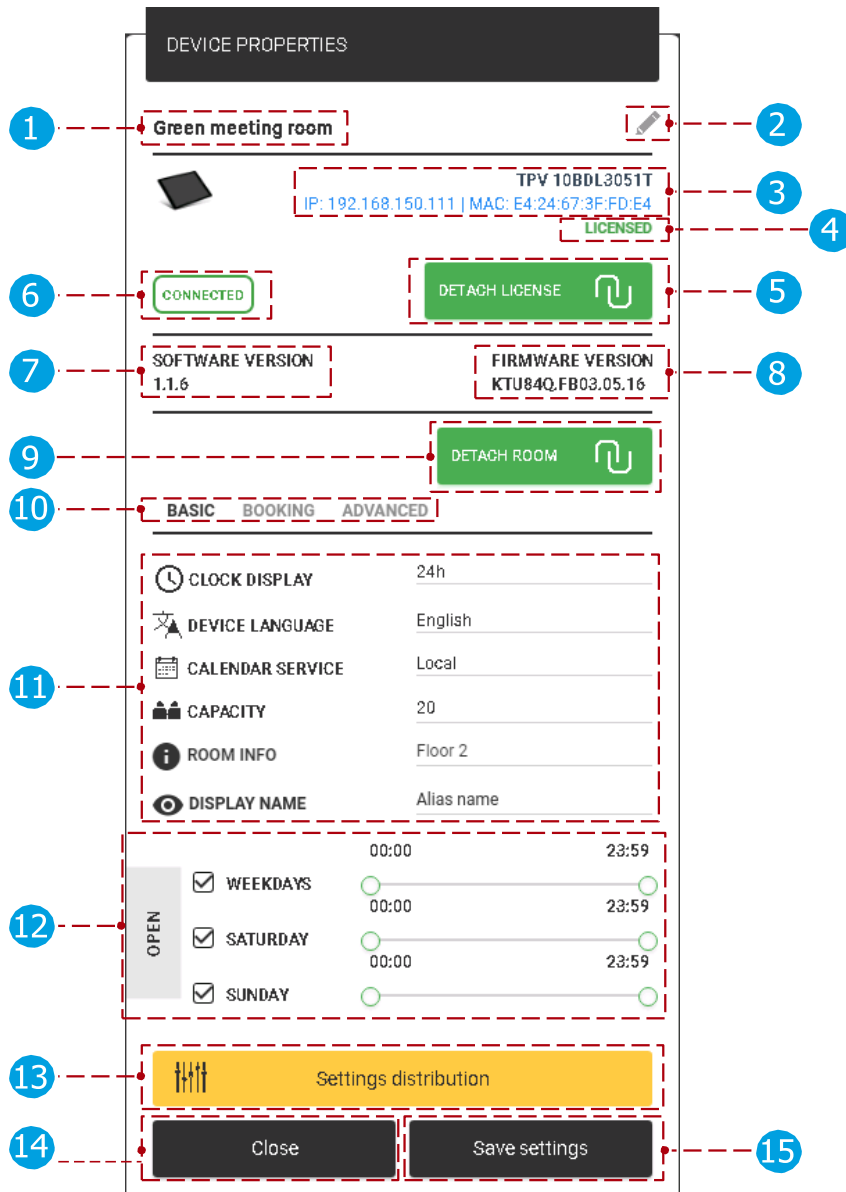 DEVICE PROPERTIES
1 Green meeting room 2
TPV 10BDL3051T
IP: 192.168.150.111 | MAC: E4:24:67:3F:FD:E4 3
LICENSED 4
6 CONNECTED DETACH LICENSE 5
7 SOFTWARE VERSION FIRMWARE VERSION 8
1.1.6 KTU84Q.FB03.05.16
9 DETACH ROOM
10 BASIC BOOKING ADVANCED
CLOCK DISPLAY 24h
DEVICE LANGUAGE English
CALENDAR SERVICE Local
11 CAPACITY 20
ROOM INFO Floor 2
DISPLAY NAME Alias name
00:00 23:59
WEEKDAYS
00:00 23:59
12 OPEN SATURDAY
00:00 23:59
SUNDAY
13 Settings distribution
14 Close Save settings 15